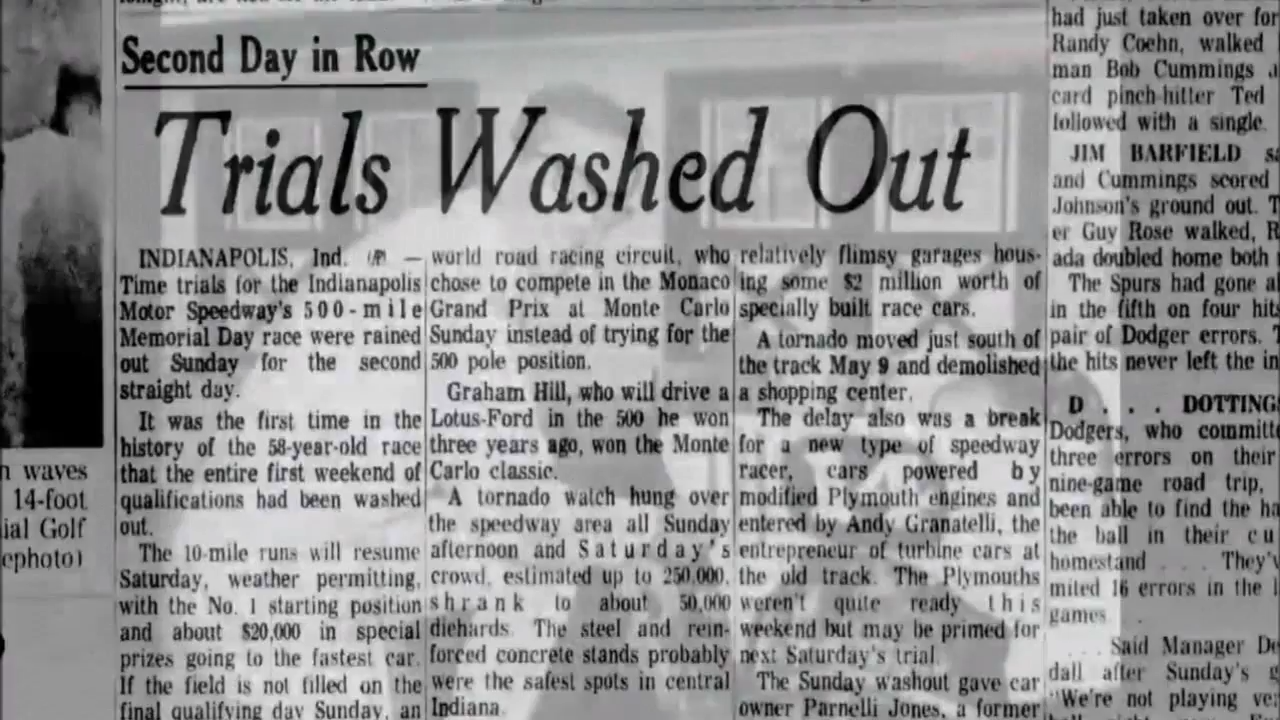 Second Day in Row
Trials Washed Out
INDIANAPOLIS, Ind. (AP) —
Time trials for the Indianapolis
Motor Speedway's 500-mile
Memorial Day race were rained
out Sunday for the second
straight day.
It was the first time in the
history of the 58-year-old race
that the entire first weekend of
qualifications had been washed
out.
The 10-mile runs will resume
Saturday, weather permitting,
with the No. 1 starting position
and about $20,000 in special
prizes going to the fastest car.
If the field is not filled on the
final qualifying day Sunday, an
world road racing circuit, who
chose to compete in the Monaco
Grand Prix at Monte Carlo
Sunday instead of trying for the
500 pole position.
Graham Hill, who will drive a
Lotus-Ford in the 500 he won
three years ago, won the Monte
Carlo classic.
A tornado watch hung over
the speedway area all Sunday
afternoon and Saturday's
crowd, estimated up to 250,000,
shrank to about 50,000
diehards. The steel and rein-
forced concrete stands probably
were the safest spots in central
Indiana.
relatively flimsy garages hous-
ing some $2 million worth of
specially built race cars.
A tornado moved just south of
the track May 9 and demolished
a shopping center.
The delay also was a break
for a new type of speedway
racer, cars powered by
modified Plymouth engines and
entered by Andy Granatelli, the
entrepreneur of turbine cars at
the old track. The Plymouths
weren't quite ready this
weekend but may be primed for
next Saturday's trial.
The Sunday washout gave car
owner Parnelli Jones, a former
had just taken over for
Randy Coehn, walked
man Bob Cummings a
card pinch-hitter Ted
followed with a single.
JIM BARFIELD sa
and Cummings scored
Johnson's ground out. T
er Guy Rose walked, R
ada doubled home both
The Spurs had gone a
in the fifth on four hits
pair of Dodger errors. T
the hits never left the in
D . . . DOTTING
Dodgers, who committe
three errors on their
nine-game road trip,
been able to find the ha
the ball in their cu
homestand . . . They'v
mited 16 errors in the l
games.
. . . Said Manager De
dall after Sunday's g
"We're not playing ver
n waves
14-foot
ial Golf
ephoto)